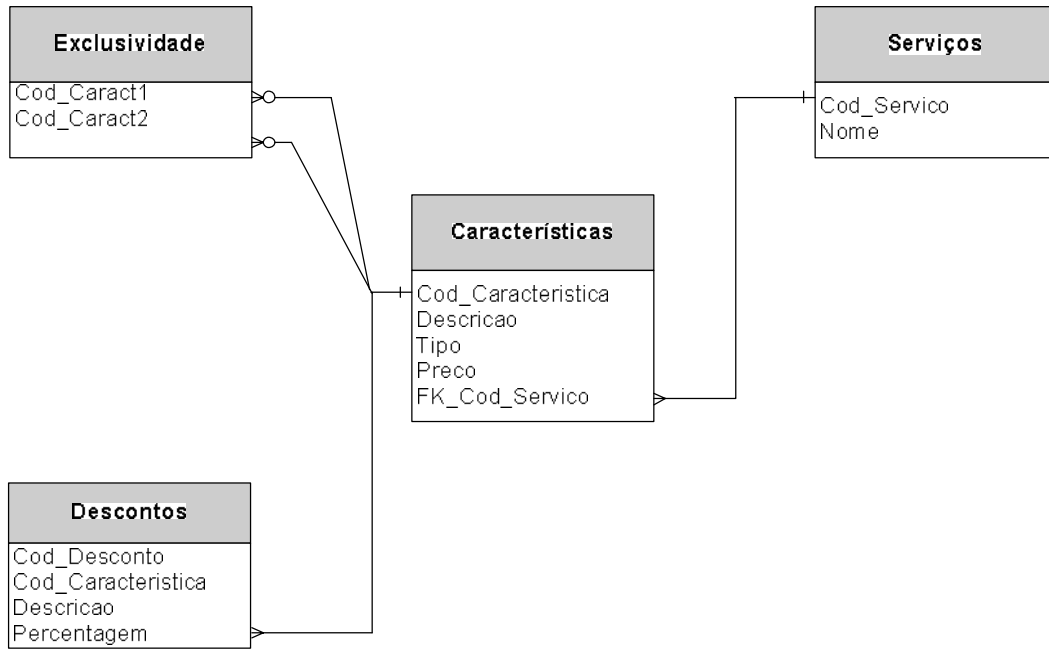 Exclusividade
Cod_Caract1
Cod_Caract2
Serviços
Cod_Servico
Nome
Características
Cod_Caracteristica
Descricao
Tipo
Preco
FK_Cod_Servico
Descontos
Cod_Desconto
Cod_Caracteristica
Descricao
Percentagem